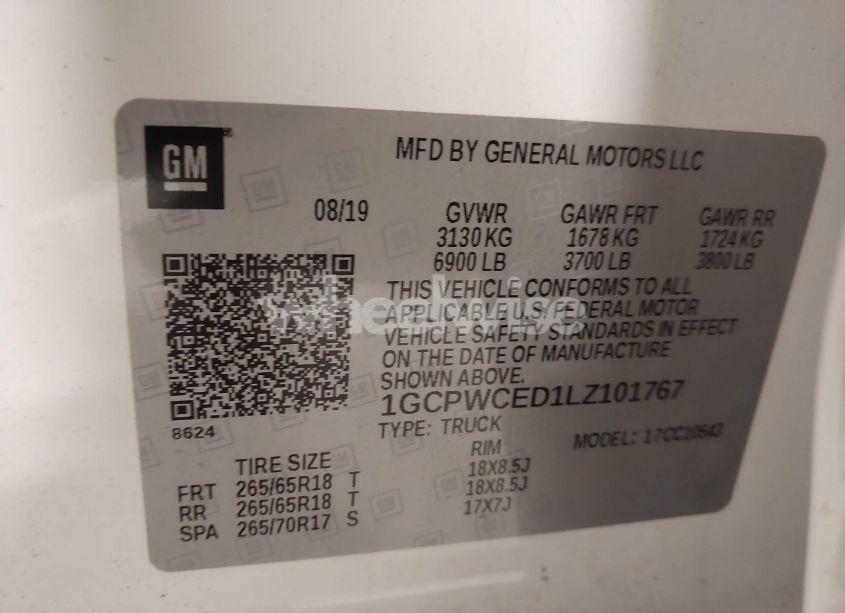 GM
MFD BY GENERAL MOTORS LLC
08/19 GVWR GAWR FRT GAWR RR
3130 KG 1678 KG 1724 KG
6900 LB 3700 LB 3800 LB
THIS VEHICLE CONFORMS TO ALL
APPLICABLE U.S. FEDERAL MOTOR
VEHICLE SAFETY STANDARDS IN EFFECT
ON THE DATE OF MANUFACTURE
SHOWN ABOVE.
1GCPWCED1LZ101767
8624
TYPE: TRUCK MODEL: 17CC10543
TIRE SIZE RIM
FRT 265/65R18 T 18X8.5J
RR 265/65R18 T 18X8.5J
SPA 265/70R17 S 17X7J